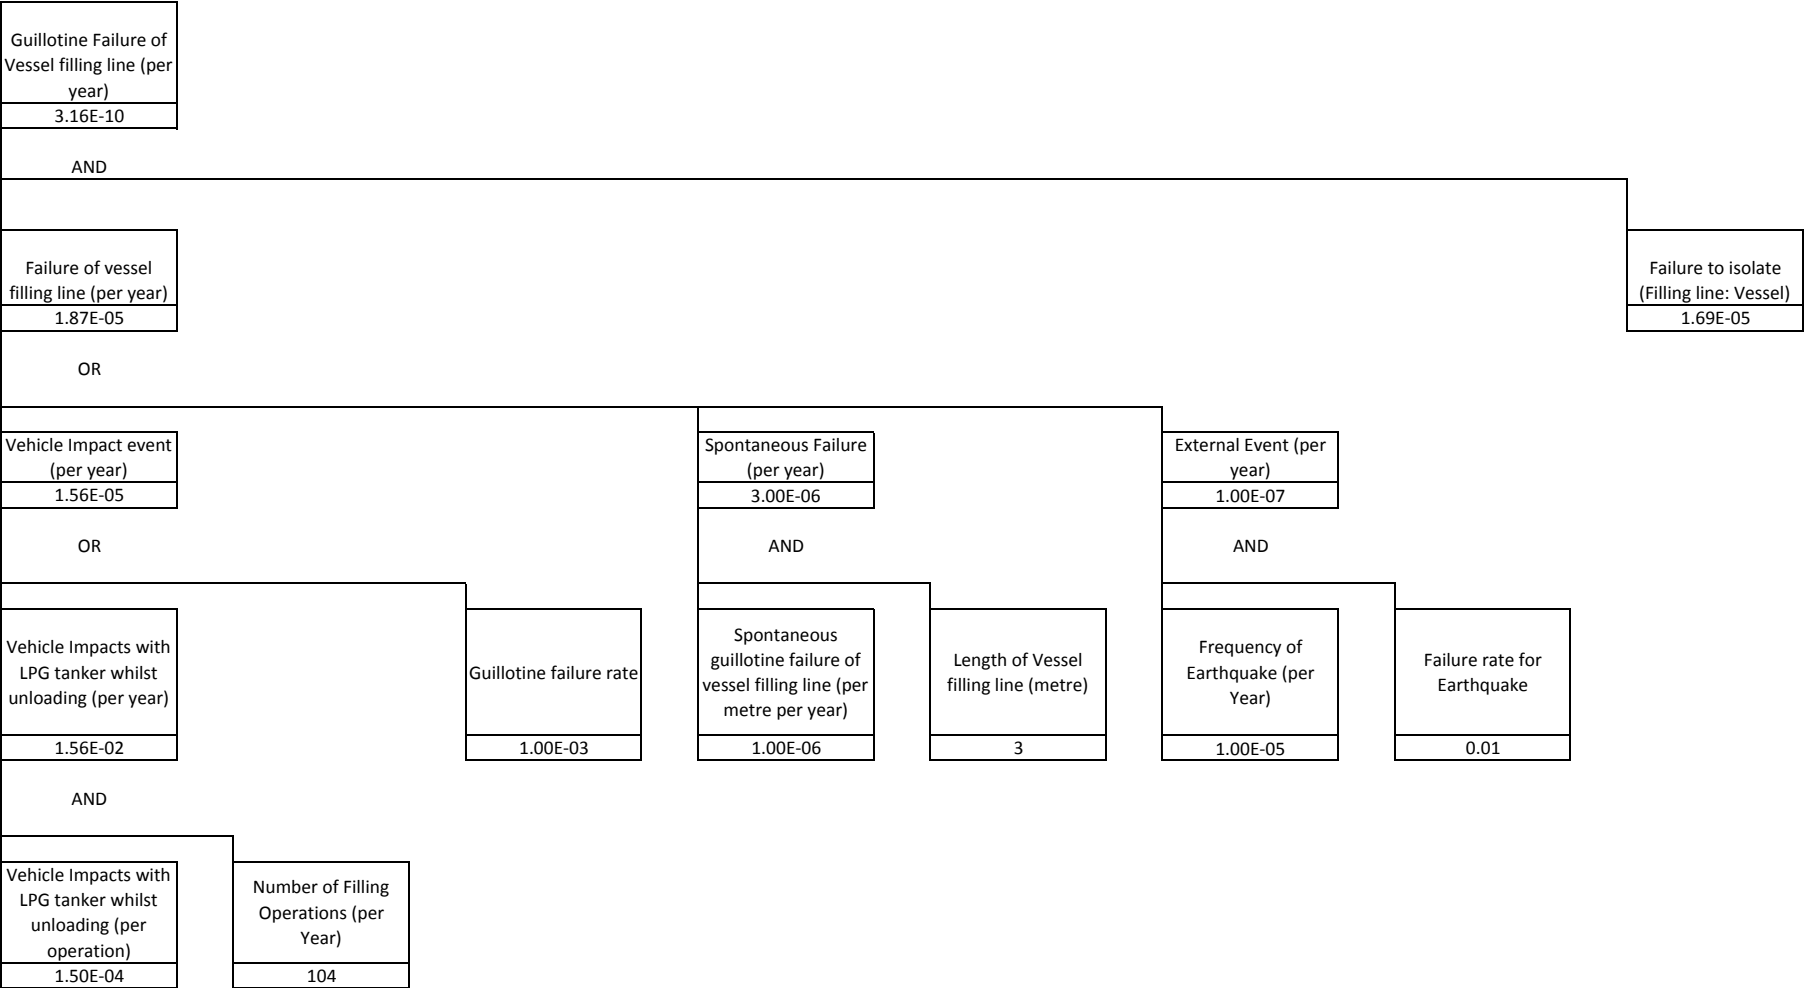 Guillotine Failure of
Vessel filling line (per
year)
3.16E-10
AND
Failure of vessel
filling line (per year)
1.87E-05
Failure to isolate
(Filling line: Vessel)
1.69E-05
OR
Vehicle Impact event
(per year)
1.56E-05
Spontaneous Failure
(per year)
3.00E-06
External Event (per
year)
1.00E-07
OR
AND
AND
Vehicle Impacts with
LPG tanker whilst
unloading (per year)
1.56E-02
Guillotine failure rate
1.00E-03
Spontaneous
guillotine failure of
vessel filling line (per
metre per year)
1.00E-06
Length of Vessel
filling line (metre)
3
Frequency of
Earthquake (per
Year)
1.00E-05
Failure rate for
Earthquake
0.01
AND
Vehicle Impacts with
LPG tanker whilst
unloading (per
operation)
1.50E-04
Number of Filling
Operations (per
Year)
104